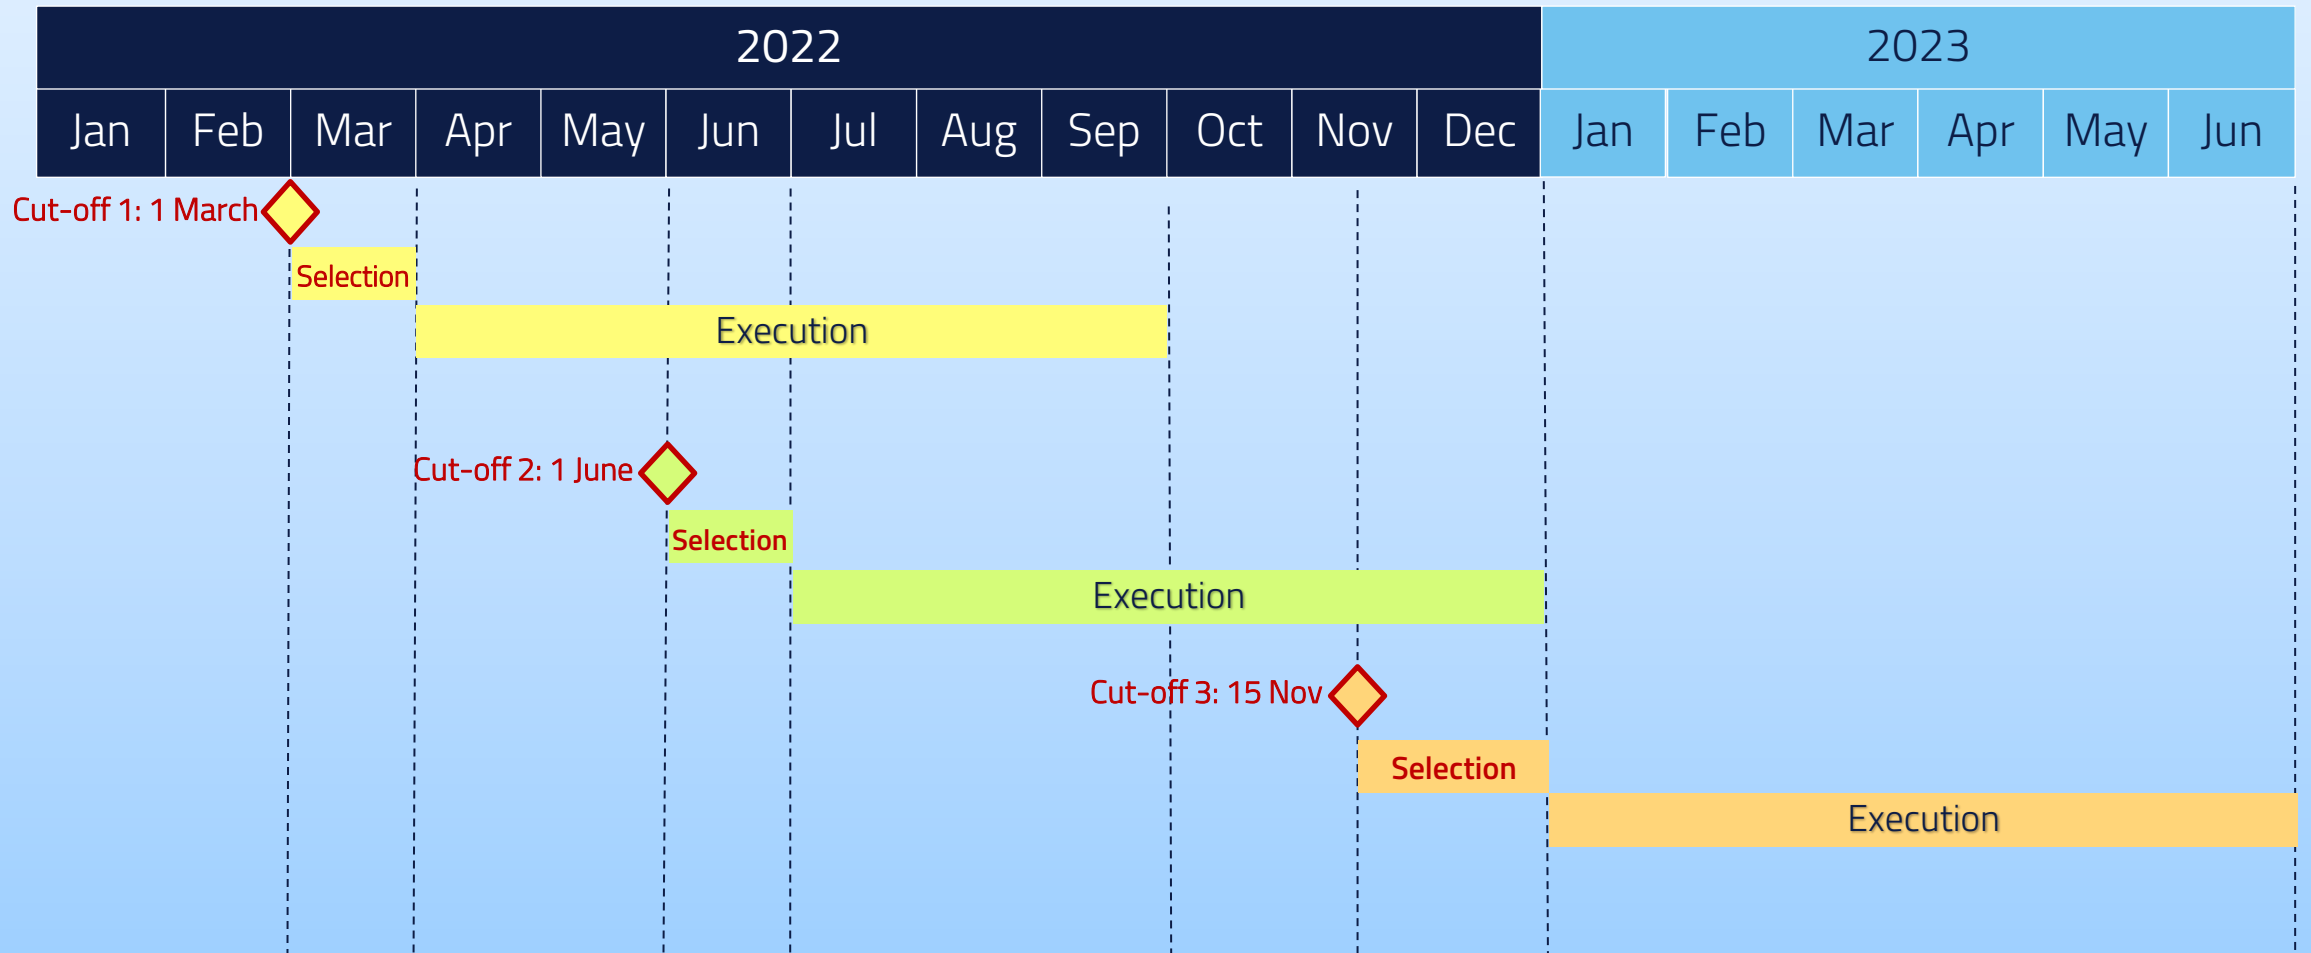 2022 2023
Jan Feb Mar Apr May Jun Jul Aug Sep Oct Nov Dec Jan Feb Mar Apr May Jun
Cut-off 1: 1 March
Selection
Execution
Cut-off 2: 1 June
Selection
Execution
Cut-off 3: 15 Nov
Selection
Execution